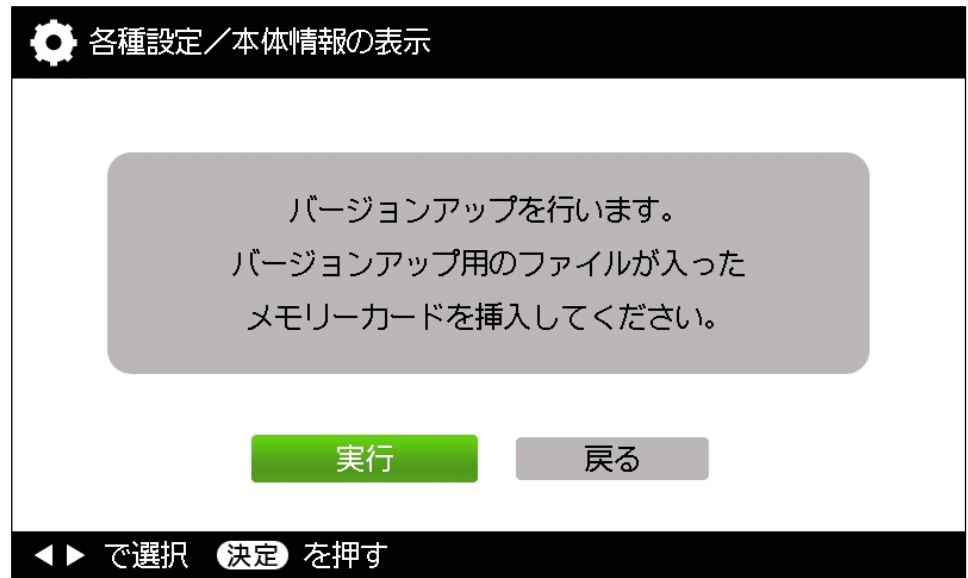 各種設定／本体情報の表示
バージョンアップを行います。
バージョンアップ用のファイルが入った
メモリーカードを挿入してください。
実行 戻る
◀▶ で選択 決定 を押す